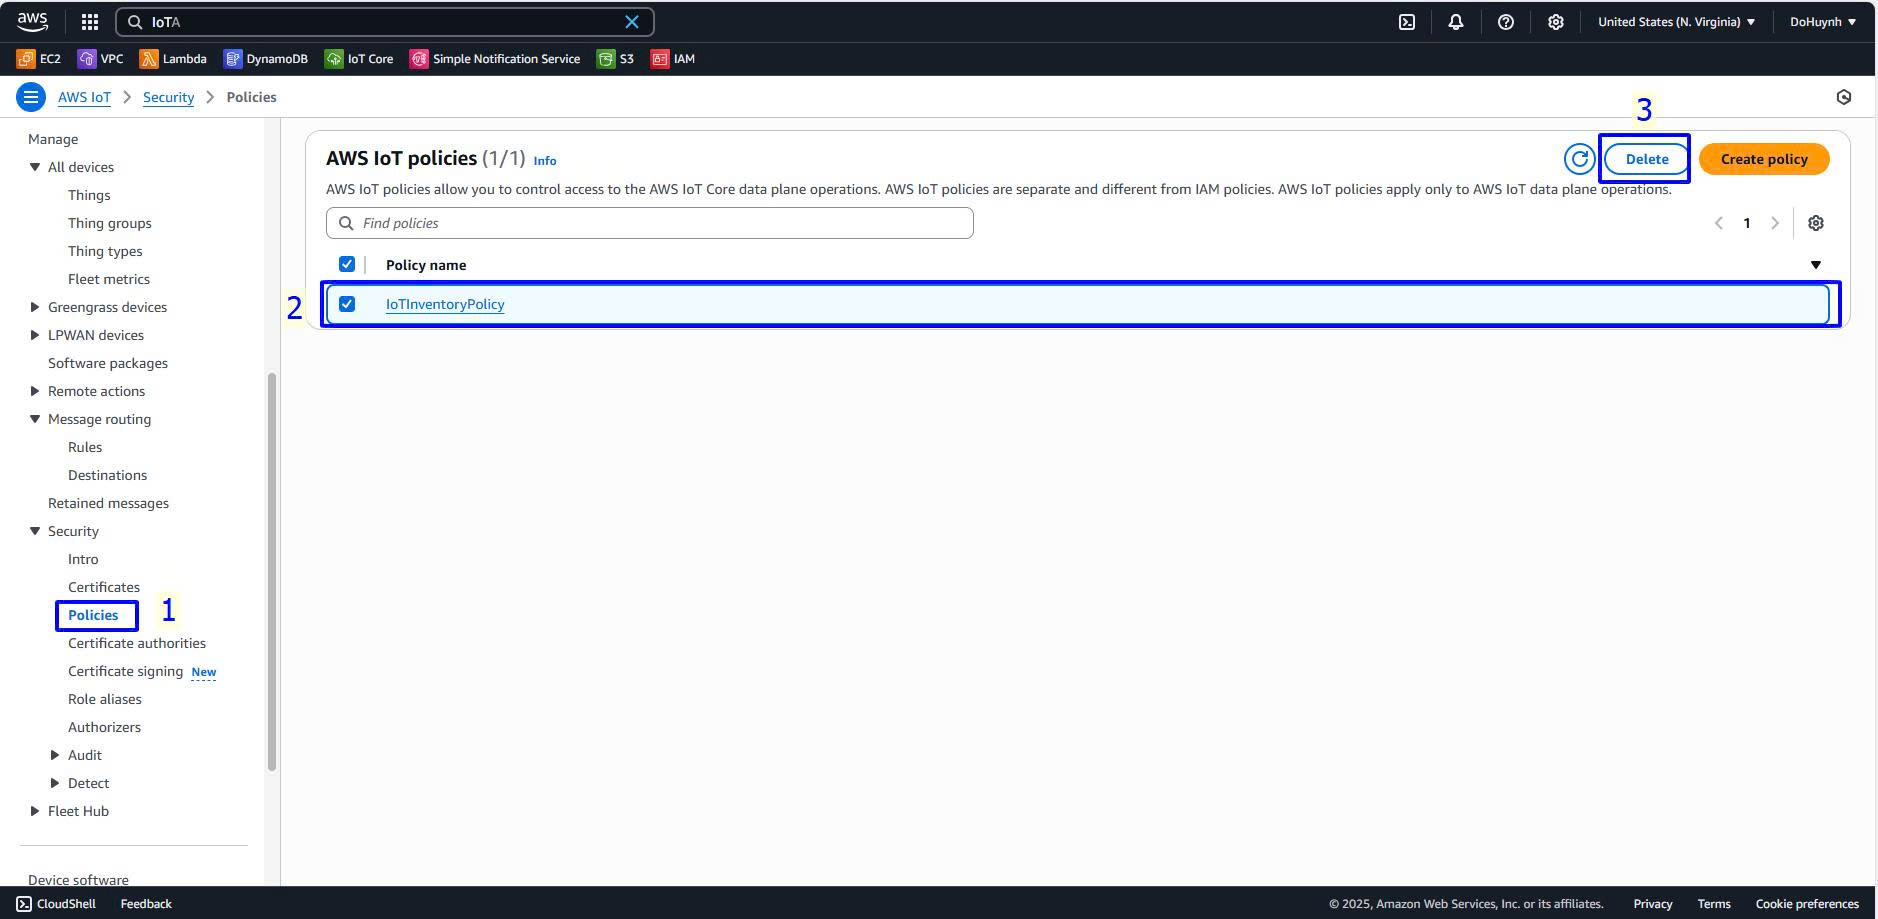 aws
IoTA
United States (N. Virginia)
DoHuynh
EC2
VPC
Lambda
DynamoDB
IoT Core
Simple Notification Service
S3
IAM
AWS IoT
Security
Policies
Manage
All devices
Things
Thing groups
Thing types
Fleet metrics
Greengrass devices
LPWAN devices
Software packages
Remote actions
Message routing
Rules
Destinations
Retained messages
Security
Intro
Certificates
Policies
1
Certificate authorities
Certificate signing New
Role aliases
Authorizers
Audit
Detect
Fleet Hub
Device software
3
AWS IoT policies (1/1) Info
Delete
Create policy
AWS IoT policies allow you to control access to the AWS IoT Core data plane operations. AWS IoT policies are separate and different from IAM policies. AWS IoT policies apply only to AWS IoT data plane operations.
Find policies
1
Policy name
2
IoTInventoryPolicy
CloudShell
Feedback
© 2025, Amazon Web Services, Inc. or its affiliates.
Privacy
Terms
Cookie preferences